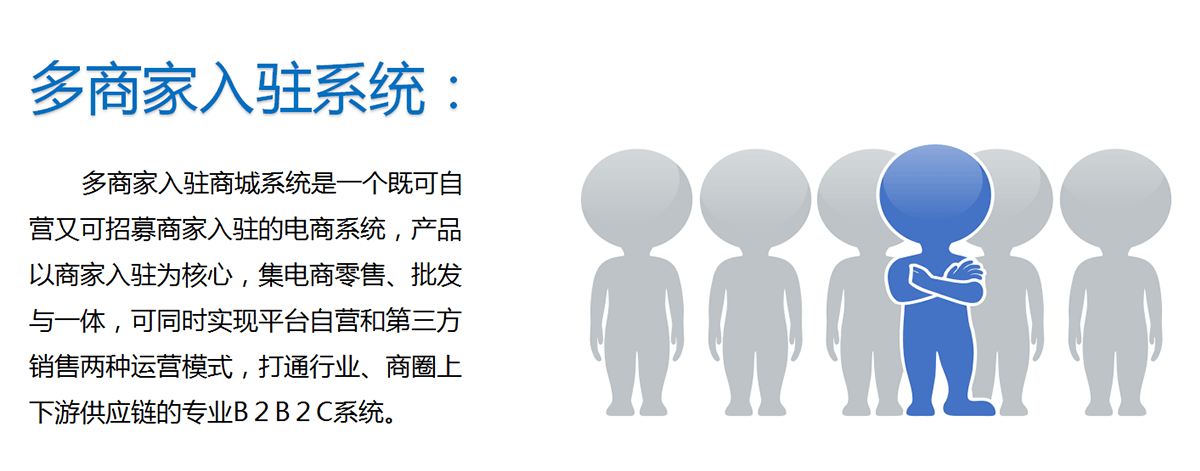 多商家入驻系统：
多商家入驻商城系统是一个既可自
营又可招募商家入驻的电商系统，产品
以商家入驻为核心，集电商零售、批发
与一体，可同时实现平台自营和第三方
销售两种运营模式，打通行业、商圈上
下游供应链的专业B2B2C系统。